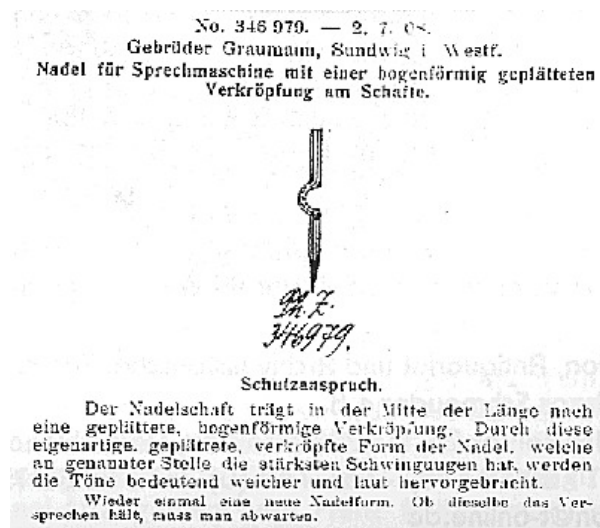 No. 346 979. — 2. 7. 08.
Gebrüder Graumann, Sundwig i. Westf.
Nadel für Sprechmaschine mit einer bogenförmig geplätteten
Verkröpfung am Schafte.
346979.
Schutzanspruch.
Der Nadelschaft trägt in der Mitte der Länge nach
eine geplättete, bogenförmige Verkröpfung. Durch diese
eigenartige, geplättete, verkröpfte Form der Nadel, welche
an genannter Stelle die stärksten Schwinguugen hat, werden
die Töne bedeutend weicher und laut hervorgebracht.
Wieder einmal eine neue Nadelform. Ob dieselbe das Ver-
sprechen hält, muss man abwarten.